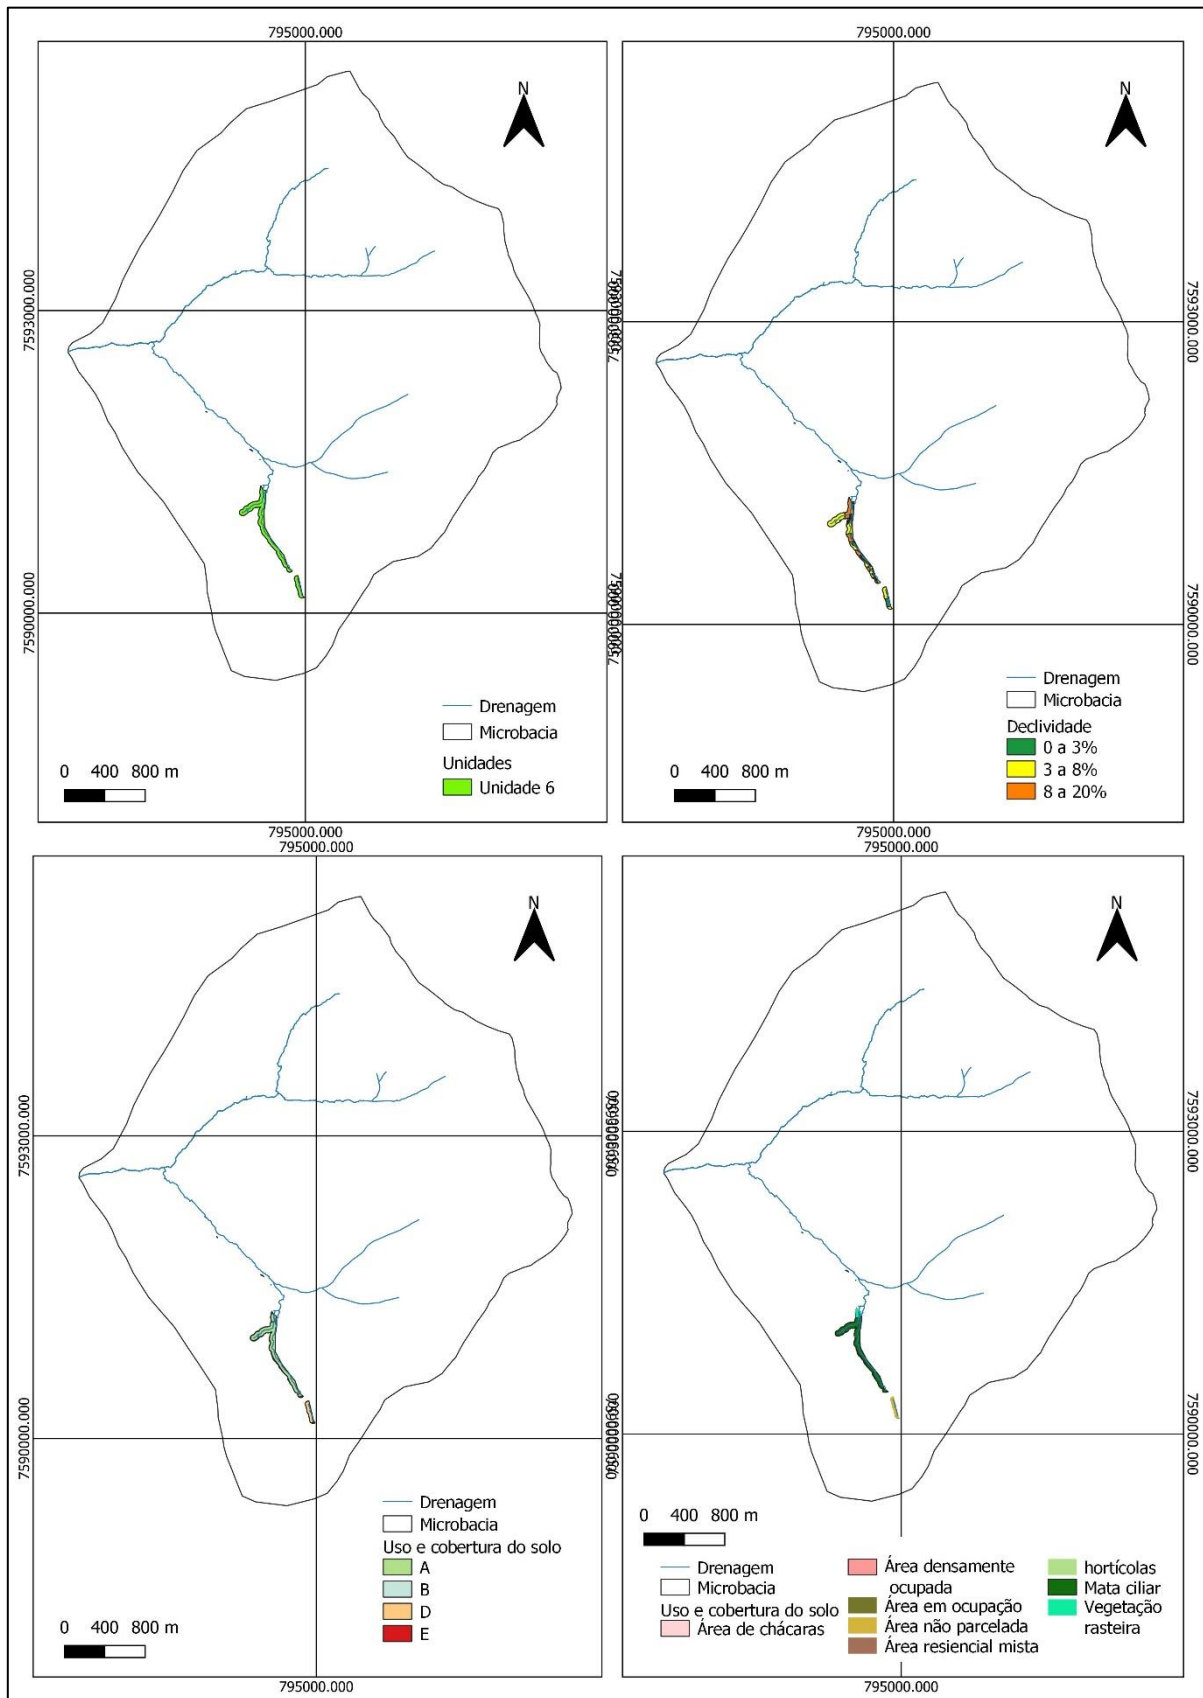 795000.000
795000.000
N
N
7593000.000
7593000.000
7590000.000
7590000.000
Drenagem
Microbacia
Unidades
Unidade 6
0 400 800 m
Drenagem
Microbacia
Declividade
0 a 3%
3 a 8%
8 a 20%
0 400 800 m
795000.000
795000.000
795000.000
795000.000
N
N
7593000.000
7593000.000
7590000.000
7590000.000
Drenagem
Microbacia
Uso e cobertura do solo
A
B
D
E
0 400 800 m
0 400 800 m
Drenagem
Microbacia
Uso e cobertura do solo
Área de chácaras
Área densamente
ocupada
Área em ocupação
Área não parcelada
Área resiencial mista
hortícolas
Mata ciliar
Vegetação
rasteira
795000.000
795000.000